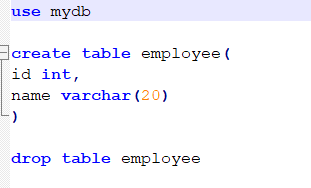 use mydb
create table employee(
id int,
name varchar(20)
)
drop table employee